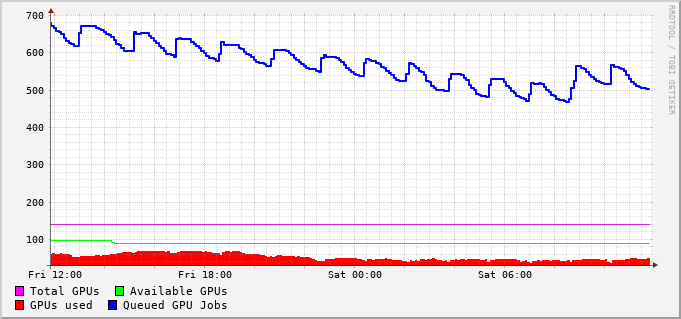 700
600
500
400
300
200
100
Fri 12:00 Fri 18:00 Sat 00:00 Sat 06:00
Total GPUs Available GPUs
GPUs used Queued GPU Jobs
RRDTOOL / TOBI OETIKER